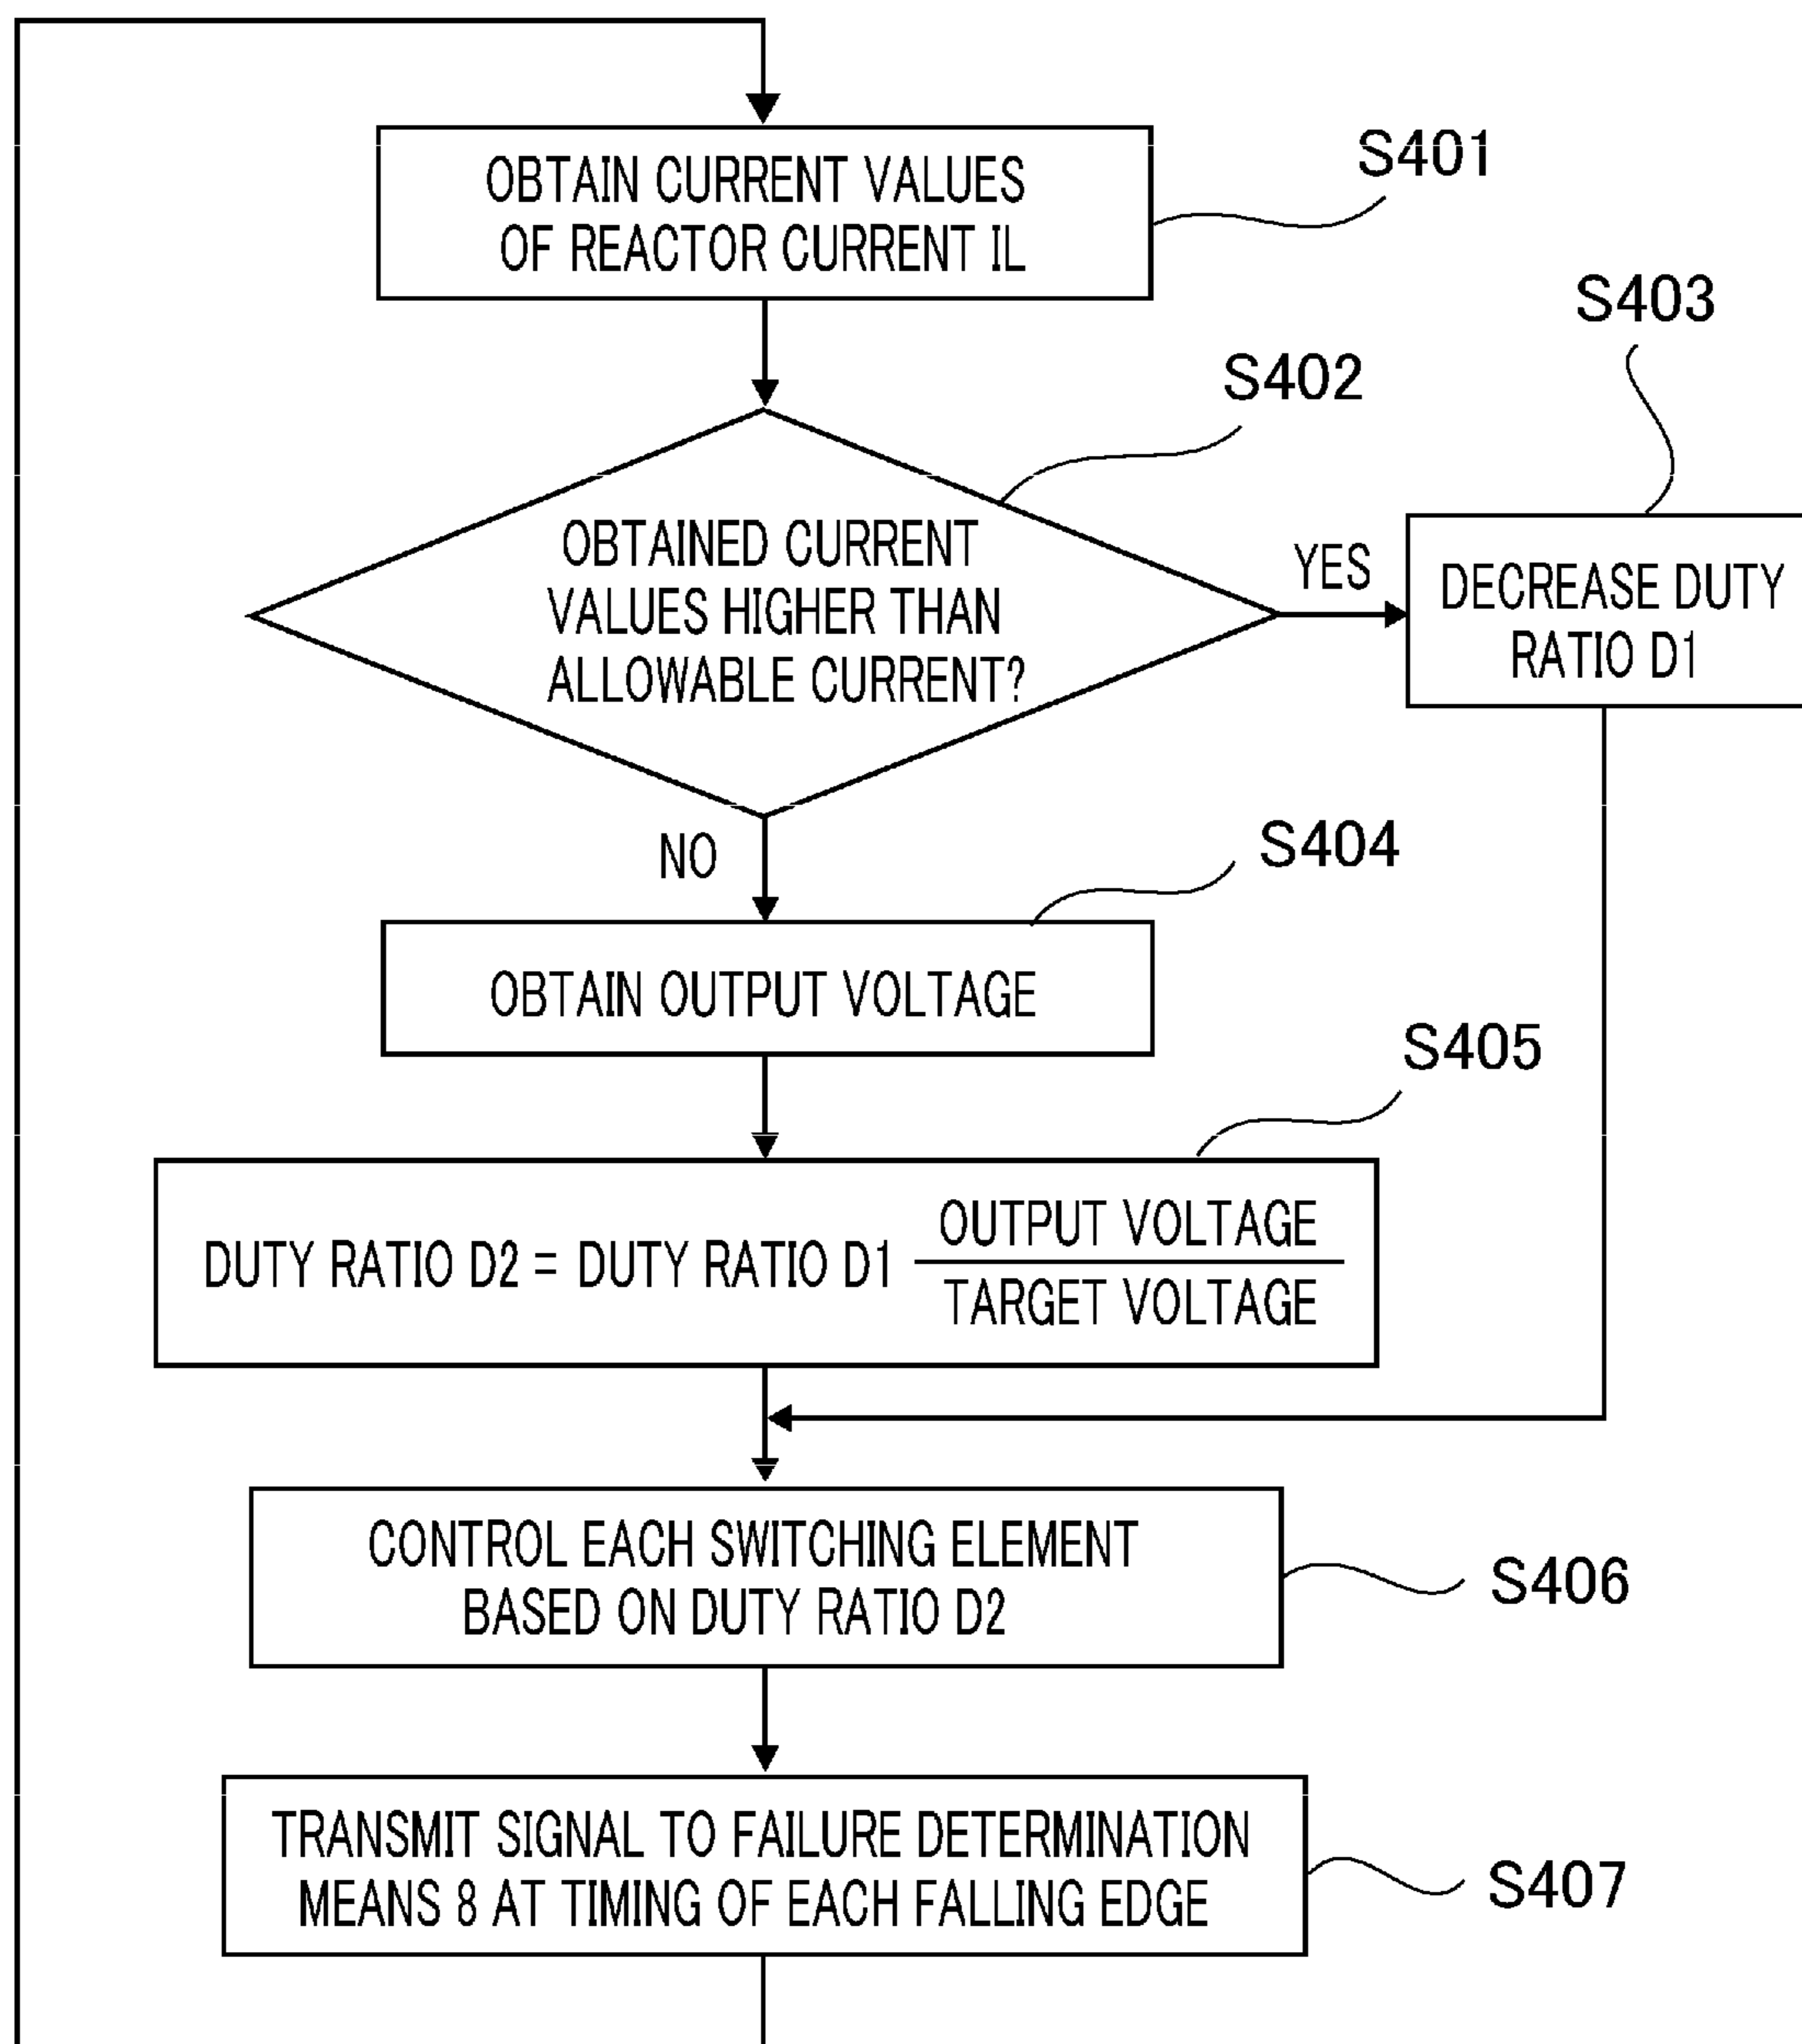 OBTAIN CURRENT VALUES
OF REACTOR CURRENT IL
S401
OBTAINED CURRENT
VALUES HIGHER THAN
ALLOWABLE CURRENT?
S402
YES
S403
DECREASE DUTY
RATIO D1
NO
S404
OBTAIN OUTPUT VOLTAGE
S405
DUTY RATIO D2 = DUTY RATIO D1
OUTPUT VOLTAGE
TARGET VOLTAGE
CONTROL EACH SWITCHING ELEMENT
BASED ON DUTY RATIO D2
S406
TRANSMIT SIGNAL TO FAILURE DETERMINATION
MEANS 8 AT TIMING OF EACH FALLING EDGE
S407